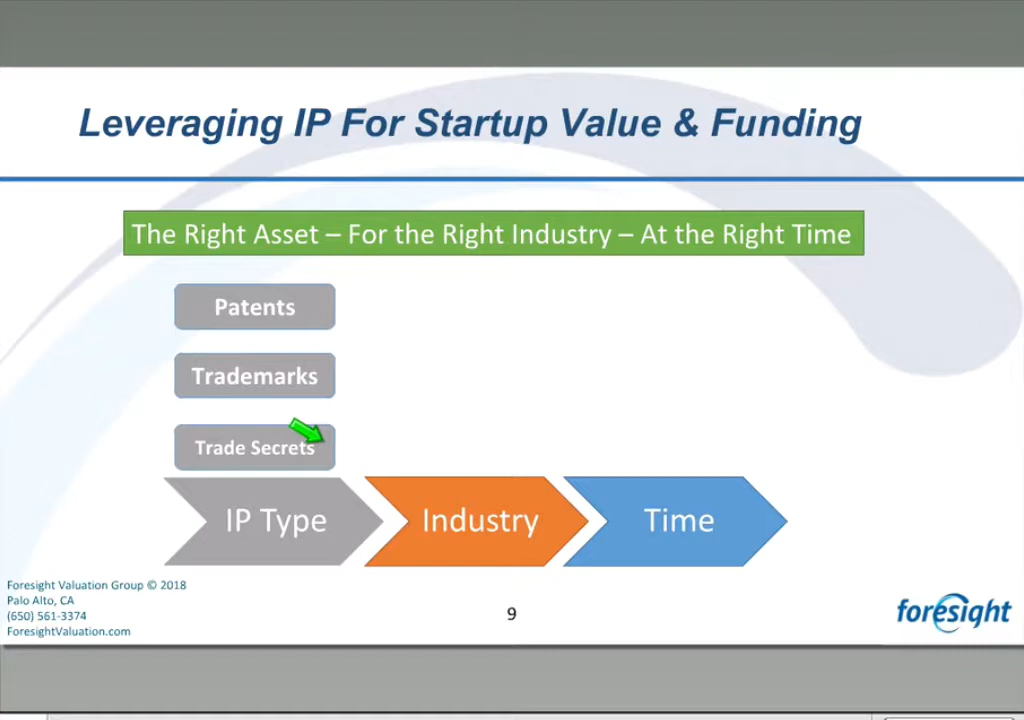 Leveraging IP For Startup Value & Funding
The Right Asset – For the Right Industry – At the Right Time
Patents
Trademarks
Trade Secrets
IP Type
Industry
Time
Foresight Valuation Group © 2018
Palo Alto, CA
(650) 561-3374
ForesightValuation.com
9
foresight